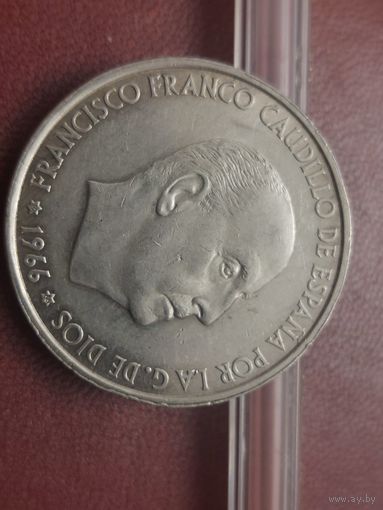 1966 * FRANCISCO FRANCO CAUDILLO DE ESPAÑA POR LA G. DE DIOS *
www.ay.by